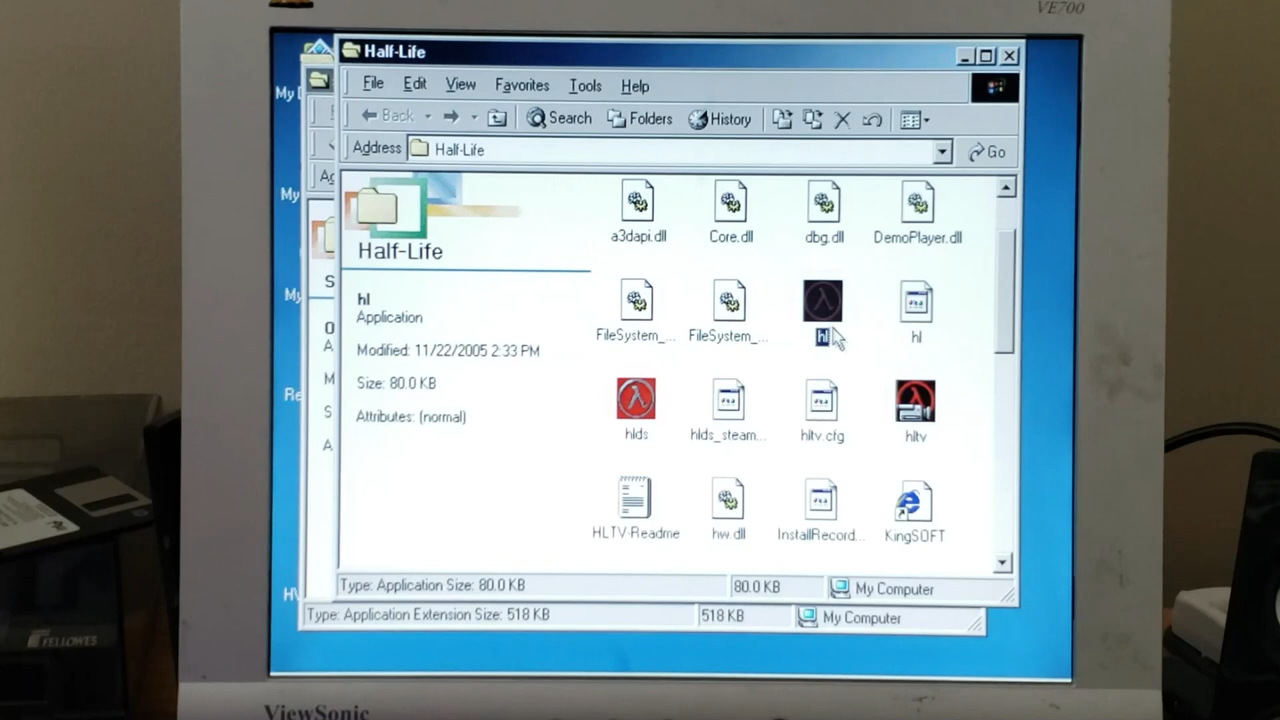 VE700
Half-Life
File Edit View Favorites Tools Help
Back Search Folders History
Address Half-Life Go
My
My
My
Re
a3dapi.dll Core.dll dbg.dll DemoPlayer.dll
Half-Life
hl
Application
Modified: 11/22/2005 2:33 PM
Size: 80.0 KB
Attributes: (normal)
FileSystem_... FileSystem_... hl hl
hlds hlds_steam... hltv.cfg hltv
HLTV-Readme hw.dll InstallRecord... KingSOFT
Type: Application Size: 80.0 KB 80.0 KB My Computer
Type: Application Extension Size: 518 KB 518 KB My Computer
FELLOWES
ViewSonic